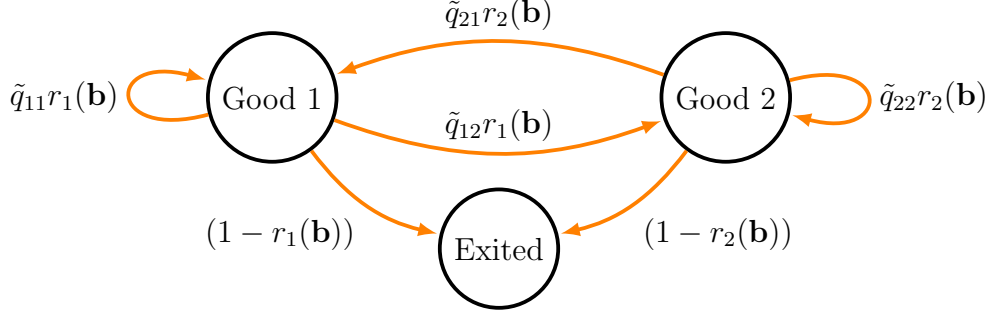 q̃₂₁r₂(𝐛)
q̃₁₁r₁(𝐛)
Good 1
Good 2
q̃₂₂r₂(𝐛)
q̃₁₂r₁(𝐛)
(1 − r₁(𝐛))
Exited
(1 − r₂(𝐛))